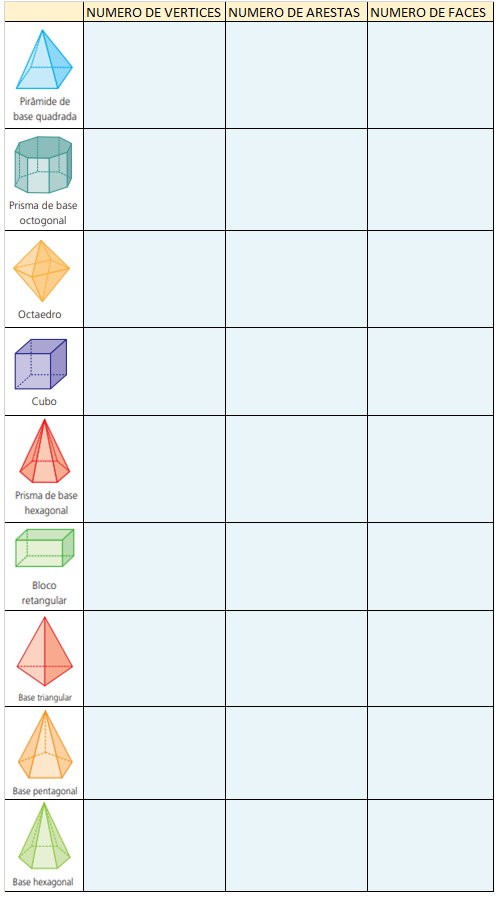 NUMERO DE VERTICES NUMERO DE ARESTAS NUMERO DE FACES
Pirâmide de
base quadrada
Prisma de base
octogonal
Octaedro
Cubo
Prisma de base
hexagonal
Bloco
retangular
Base triangular
Base pentagonal
Base hexagonal